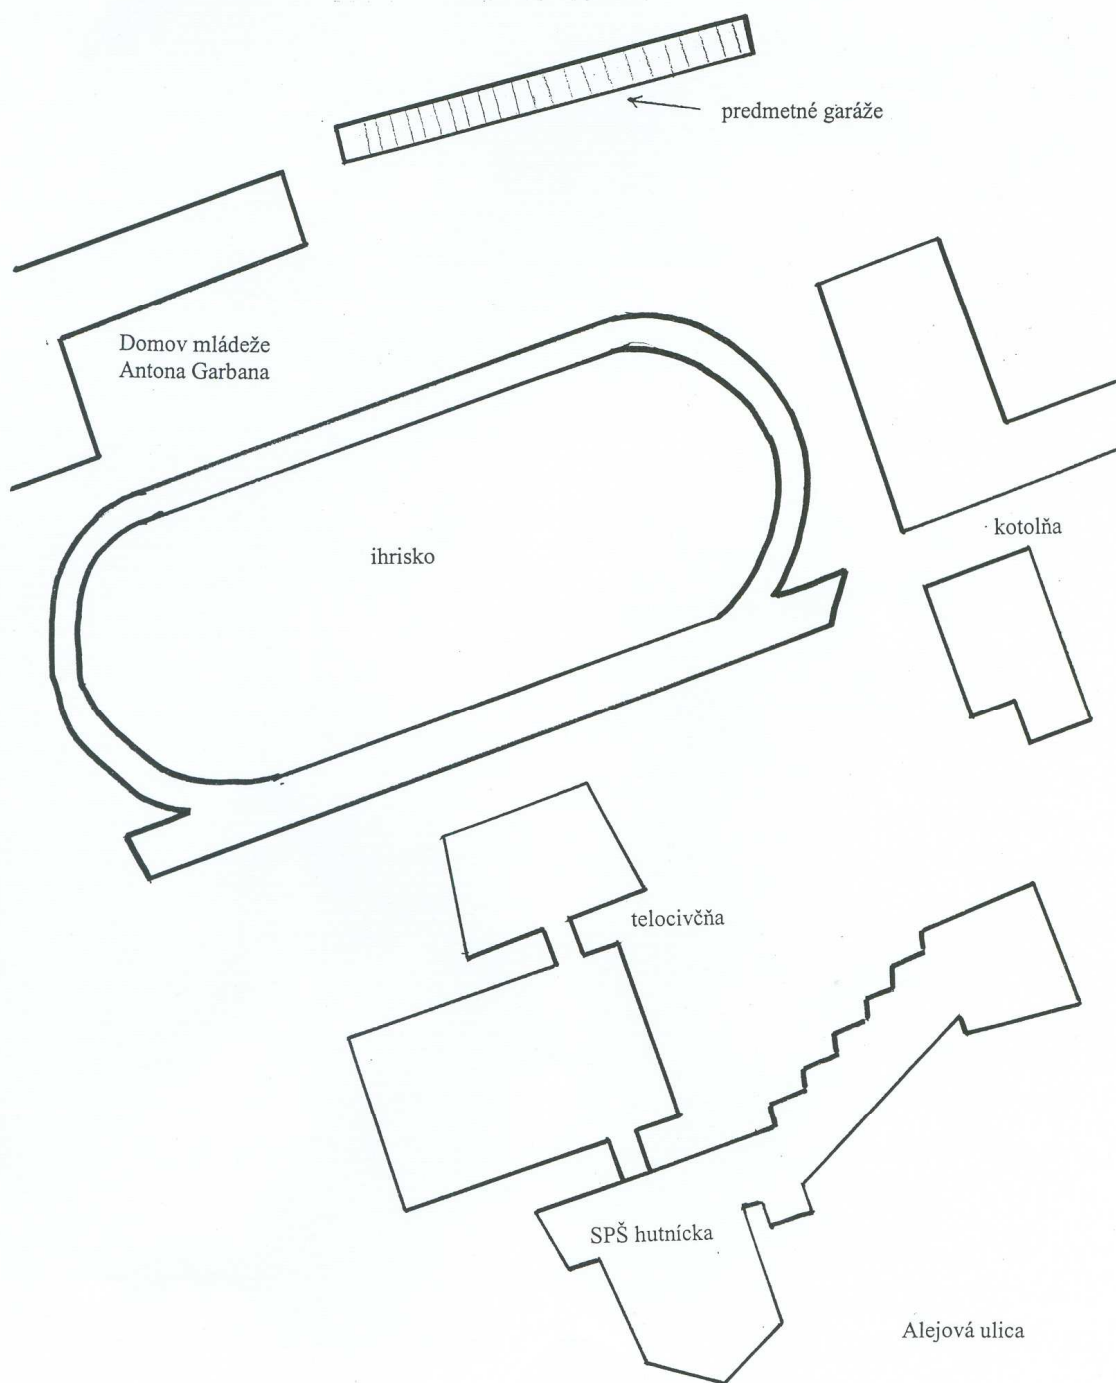 predmetné garáže
Domov mládeže
Antona Garbana
ihrisko
kotolňa
telocivčňa
SPŠ hutnícka
Alejová ulica